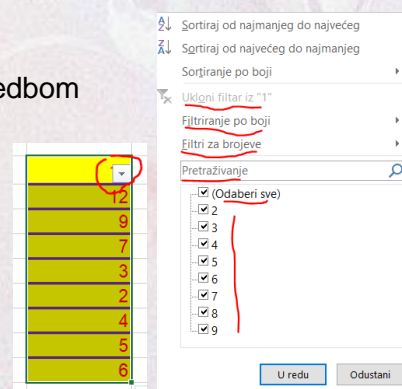 edbom
12
9
7
3
2
4
5
6
Sortiraj od najmanjeg do najvećeg
Sortiraj od najvećeg do najmanjeg
Sortiranje po boji
Ukloni filtar iz "1"
Filtriranje po boji
Filtri za brojeve
Pretraživanje
(Odaberi sve)
2
3
4
5
6
7
8
9
U redu
Odustani